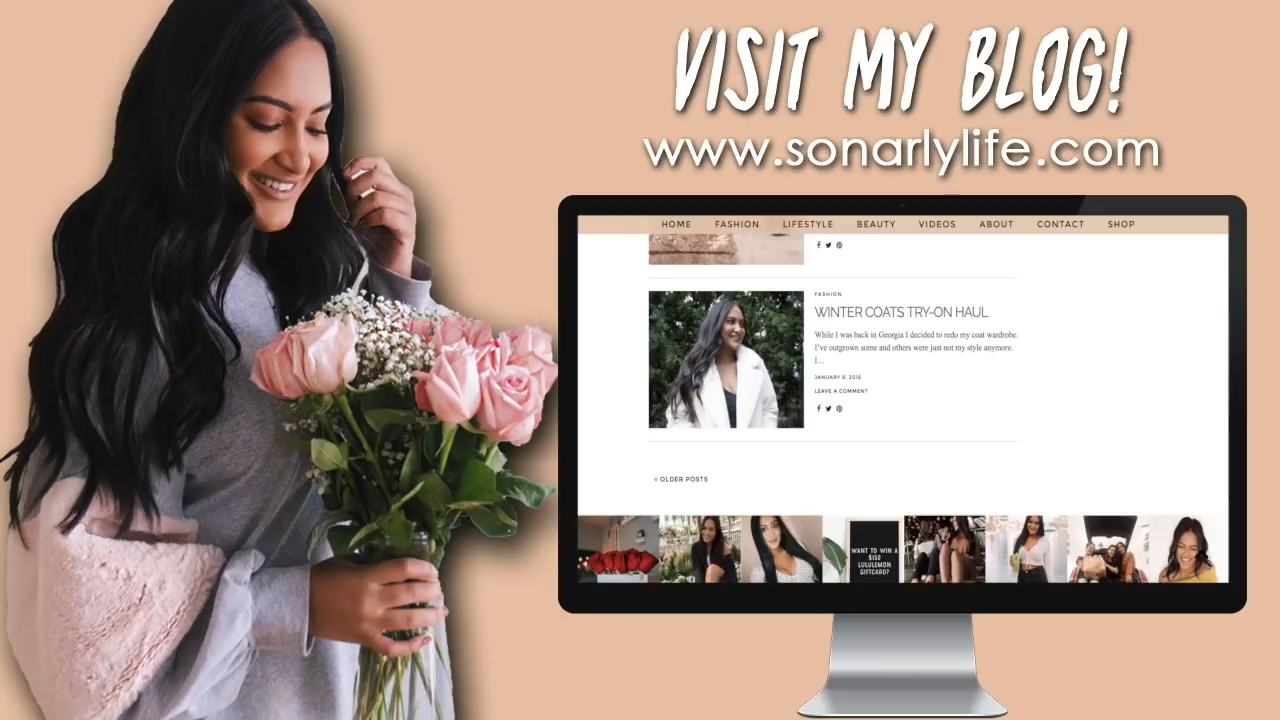 VISIT MY BLOG!
www.sonarlylife.com
HOME FASHION LIFESTYLE BEAUTY VIDEOS ABOUT CONTACT SHOP
FASHION
WINTER COATS TRY-ON HAUL
While I was back in Georgia I decided to redo my coat wardrobe.
I've outgrown some and others were just not my style anymore.
I…
JANUARY 8, 2018
LEAVE A COMMENT
« OLDER POSTS
WANT TO WIN A
$150
LULULEMON
GIFTCARD?